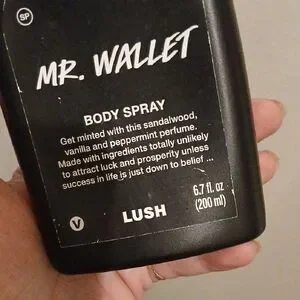 SP
MR. WALLET
BODY SPRAY
Get minted with this sandalwood,
vanilla and peppermint perfume.
Made with ingredients totally unlikely
to attract luck and prosperity unless
success in life is just down to belief ...
6.7 fl. oz
(200 ml)
V
LUSH